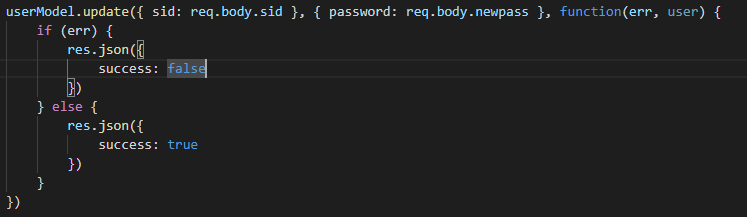 userModel.update({ sid: req.body.sid }, { password: req.body.newpass }, function(err, user) {
    if (err) {
        res.json({
            success: false
        })
    } else {
        res.json({
            success: true
        })
    }
})